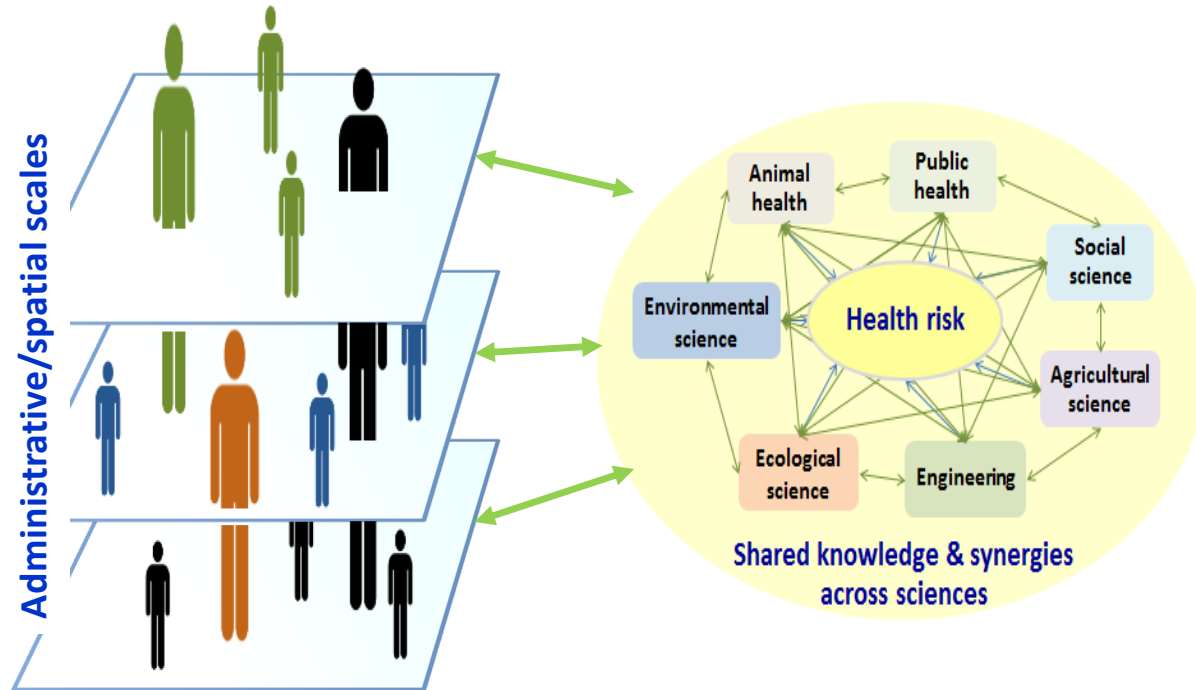 Administrative/spatial scales
Animal
health
Public
health
Social
science
Environmental
science
Health risk
Agricultural
science
Ecological
science
Engineering
Shared knowledge & synergies
across sciences